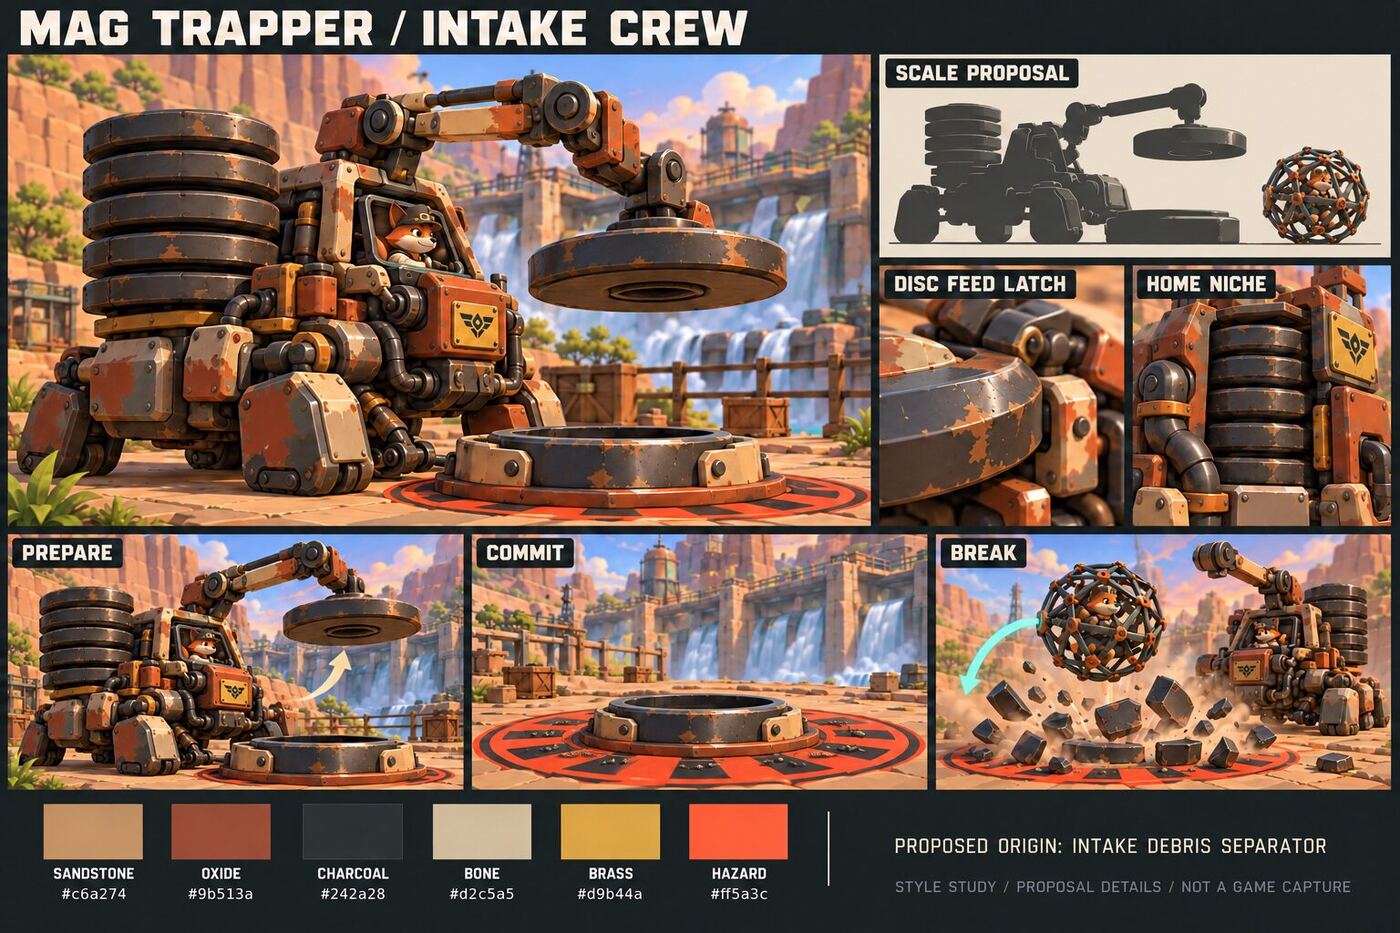 MAG TRAPPER / INTAKE CREW
SCALE PROPOSAL
DISC FEED LATCH
HOME NICHE
PREPARE
COMMIT
BREAK
SANDSTONE
#c6a274
OXIDE
#9b513a
CHARCOAL
#242a28
BONE
#d2c5a5
BRASS
#d9b44a
HAZARD
#ff5a3c
PROPOSED ORIGIN: INTAKE DEBRIS SEPARATOR
STYLE STUDY / PROPOSAL DETAILS / NOT A GAME CAPTURE